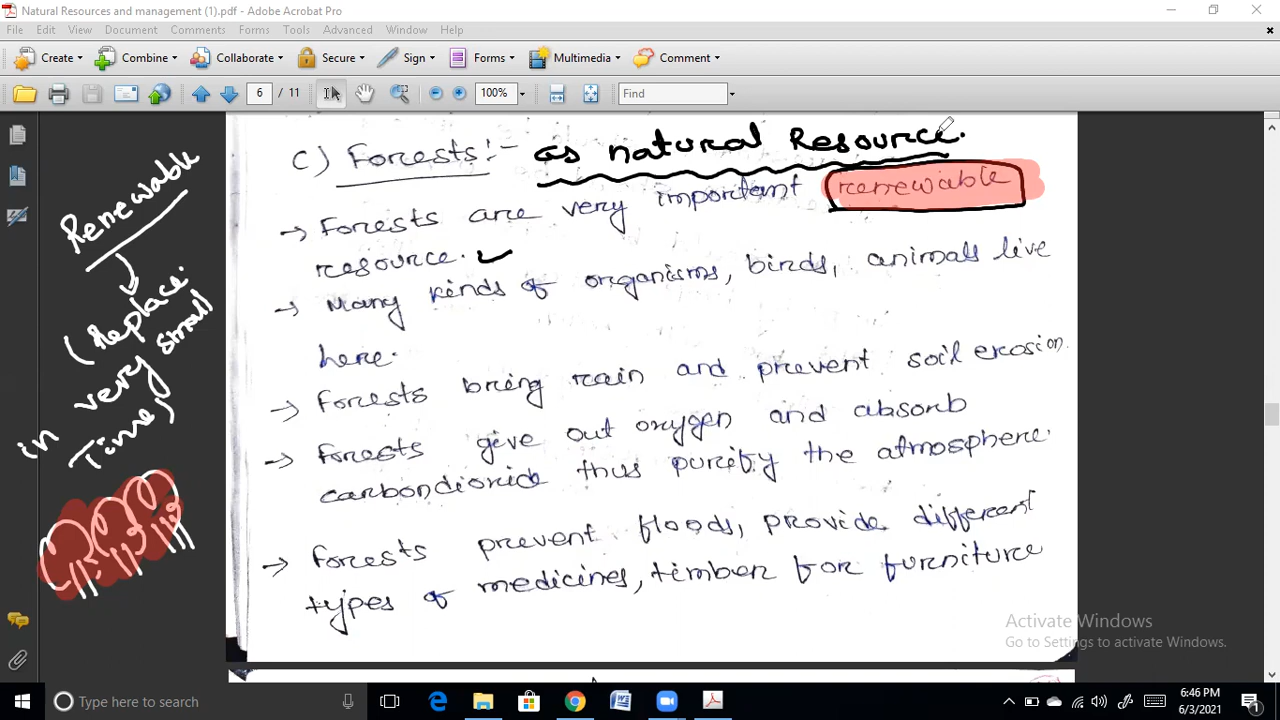 Natural Resources and management (1).pdf - Adobe Acrobat Pro
File Edit View Document Comments Forms Tools Advanced Window Help
Create Combine Collaborate Secure Sign Forms Multimedia Comment
6 / 11 100% Find
C) Forests:- as natural Resource.
→ Forests are very important renewable
resource.
→ Many kinds of organisms, birds, animals live
here.
→ Forests bring rain and prevent soil erosion.
→ Forests give out oxygen and absorb
carbondioxide thus purify the atmosphere.
→ Forests prevent floods, provide different
types of medicines, timber for furniture
Renewable
(Replace
in very small
Time)
Activate Windows
Go to Settings to activate Windows.
Type here to search
6:46 PM
6/3/2021